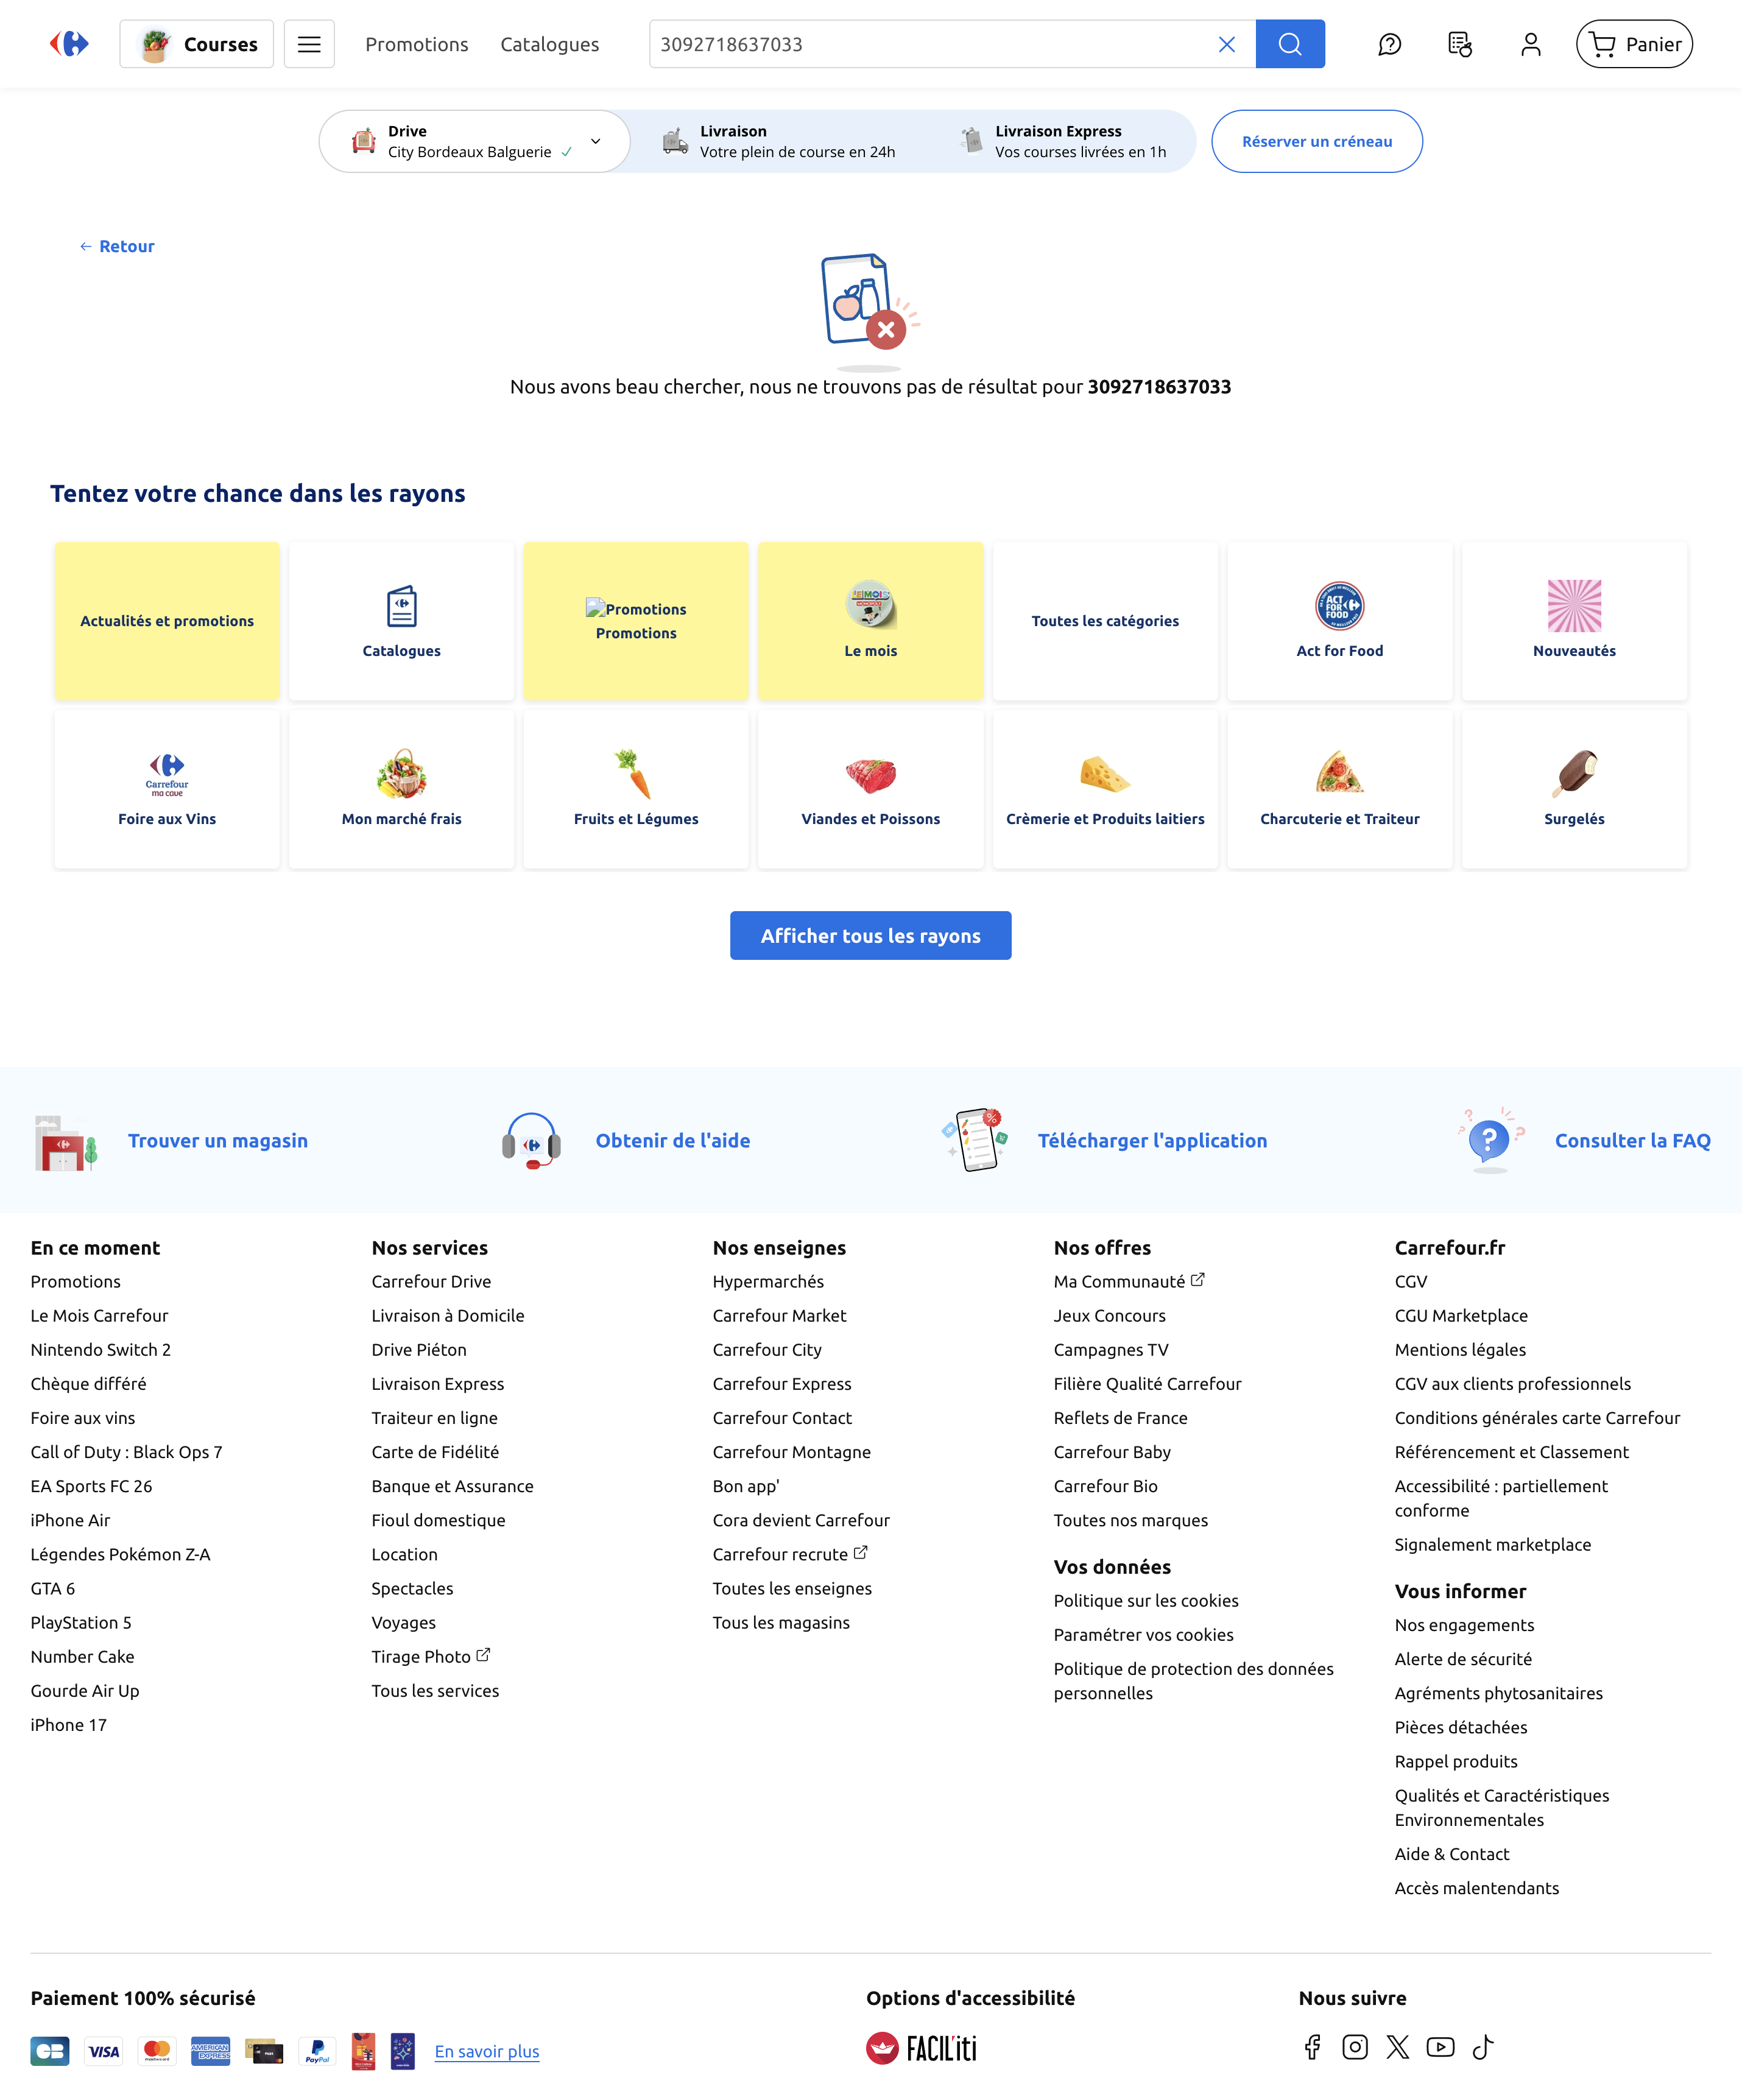 Courses
Promotions
Catalogues
3092718637033
Panier
Drive
City Bordeaux Balguerie
Livraison
Votre plein de course en 24h
Livraison Express
Vos courses livrées en 1h
Réserver un créneau
Retour
Nous avons beau chercher, nous ne trouvons pas de résultat pour 3092718637033
Tentez votre chance dans les rayons
Actualités et promotions
Catalogues
Promotions
Promotions
LE MOIS
Le mois
Toutes les catégories
ACT FOR FOOD
Act for Food
Nouveautés
Carrefour
ma cave
Foire aux Vins
Mon marché frais
Fruits et Légumes
Viandes et Poissons
Crèmerie et Produits laitiers
Charcuterie et Traiteur
Surgelés
Afficher tous les rayons
Trouver un magasin
Obtenir de l'aide
Télécharger l'application
Consulter la FAQ
En ce moment
Promotions
Le Mois Carrefour
Nintendo Switch 2
Chèque différé
Foire aux vins
Call of Duty : Black Ops 7
EA Sports FC 26
iPhone Air
Légendes Pokémon Z-A
GTA 6
PlayStation 5
Number Cake
Gourde Air Up
iPhone 17
Nos services
Carrefour Drive
Livraison à Domicile
Drive Piéton
Livraison Express
Traiteur en ligne
Carte de Fidélité
Banque et Assurance
Fioul domestique
Location
Spectacles
Voyages
Tirage Photo
Tous les services
Nos enseignes
Hypermarchés
Carrefour Market
Carrefour City
Carrefour Express
Carrefour Contact
Carrefour Montagne
Bon app'
Cora devient Carrefour
Carrefour recrute
Toutes les enseignes
Tous les magasins
Nos offres
Ma Communauté
Jeux Concours
Campagnes TV
Filière Qualité Carrefour
Reflets de France
Carrefour Baby
Carrefour Bio
Toutes nos marques
Vos données
Politique sur les cookies
Paramétrer vos cookies
Politique de protection des données
personnelles
Carrefour.fr
CGV
CGU Marketplace
Mentions légales
CGV aux clients professionnels
Conditions générales carte Carrefour
Référencement et Classement
Accessibilité : partiellement
conforme
Signalement marketplace
Vous informer
Nos engagements
Alerte de sécurité
Agréments phytosanitaires
Pièces détachées
Rappel produits
Qualités et Caractéristiques
Environnementales
Aide & Contact
Accès malentendants
Paiement 100% sécurisé
CB
VISA
mastercard
AMERICAN EXPRESS
PayPal
En savoir plus
Options d'accessibilité
FACIL'iti
Nous suivre